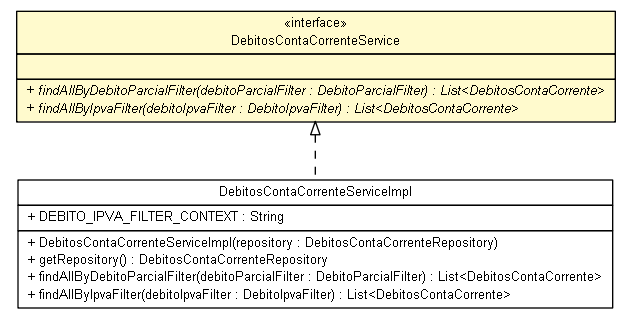 «interface»
DebitosContaCorrenteService
+ findAllByDebitoParcialFilter(debitoParcialFilter : DebitoParcialFilter) : List<DebitosContaCorrente>
+ findAllByIpvaFilter(debitoIpvaFilter : DebitoIpvaFilter) : List<DebitosContaCorrente>
DebitosContaCorrenteServiceImpl
+ DEBITO_IPVA_FILTER_CONTEXT : String
+ DebitosContaCorrenteServiceImpl(repository : DebitosContaCorrenteRepository)
+ getRepository() : DebitosContaCorrenteRepository
+ findAllByDebitoParcialFilter(debitoParcialFilter : DebitoParcialFilter) : List<DebitosContaCorrente>
+ findAllByIpvaFilter(debitoIpvaFilter : DebitoIpvaFilter) : List<DebitosContaCorrente>